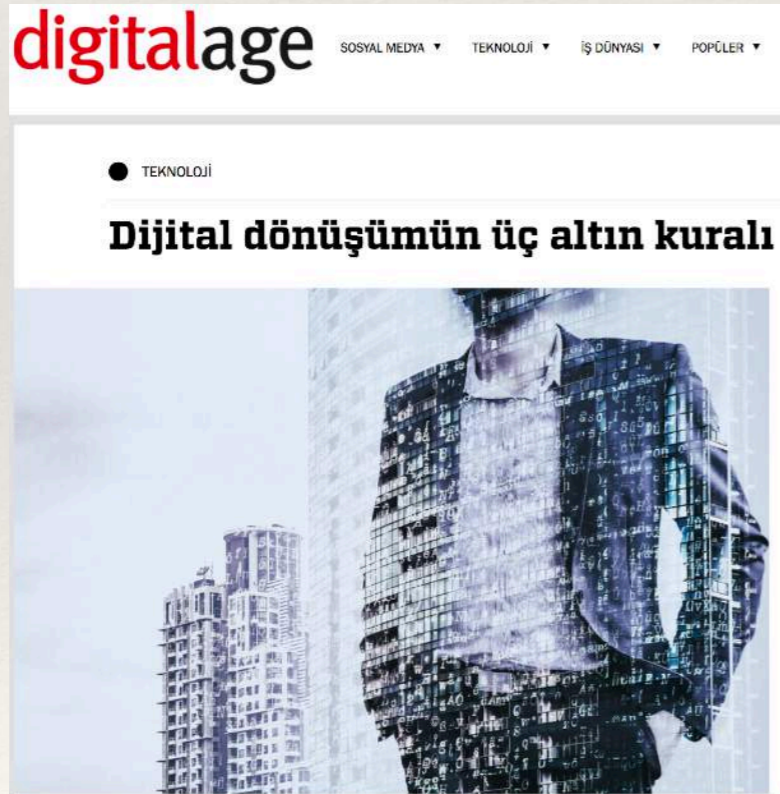 digitalage
SOSYAL MEDYA ▼ TEKNOLOJİ ▼ İŞ DÜNYASI ▼ POPÜLER ▼
TEKNOLOJİ
Dijital dönüşümün üç altın kuralı